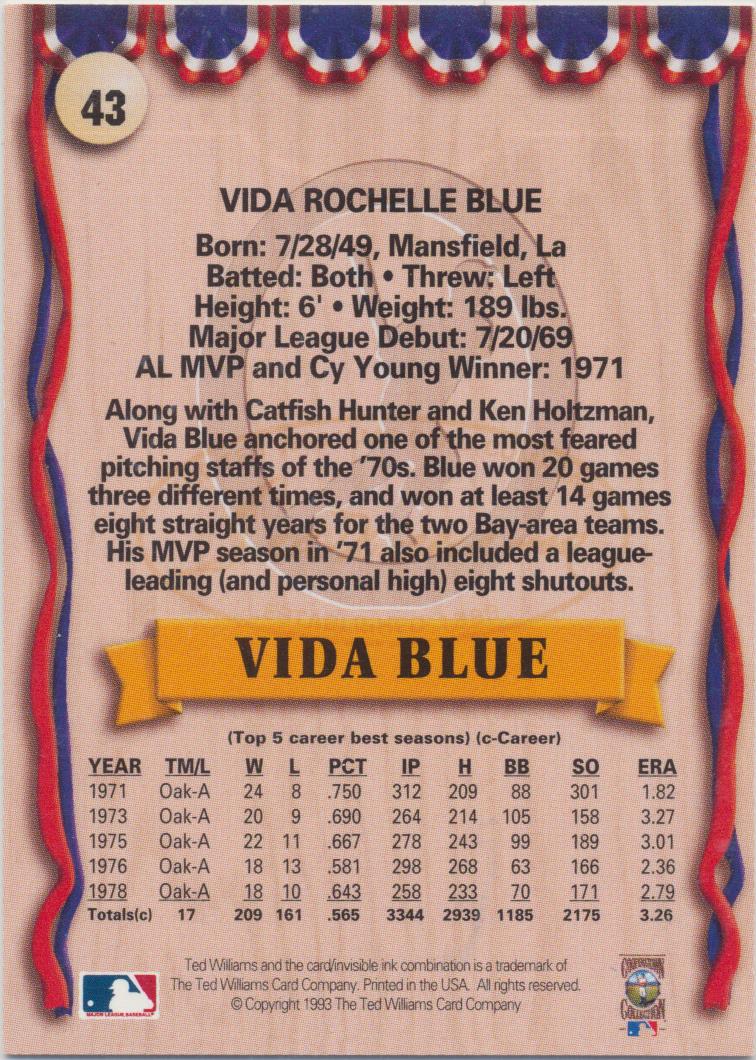 43
VIDA ROCHELLE BLUE
Born: 7/28/49, Mansfield, La
Batted: Both • Threw: Left
Height: 6' • Weight: 189 lbs.
Major League Debut: 7/20/69
AL MVP and Cy Young Winner: 1971
Along with Catfish Hunter and Ken Holtzman,
Vida Blue anchored one of the most feared
pitching staffs of the '70s. Blue won 20 games
three different times, and won at least 14 games
eight straight years for the two Bay-area teams.
His MVP season in '71 also included a league-
leading (and personal high) eight shutouts.
VIDA BLUE
(Top 5 career best seasons) (c-Career)
YEAR TM/L W L PCT IP H BB SO ERA
1971 Oak-A 24 8 .750 312 209 88 301 1.82
1973 Oak-A 20 9 .690 264 214 105 158 3.27
1975 Oak-A 22 11 .667 278 243 99 189 3.01
1976 Oak-A 18 13 .581 298 268 63 166 2.36
1978 Oak-A 18 10 .643 258 233 70 171 2.79
Totals(c) 17 209 161 .565 3344 2939 1185 2175 3.26
Ted Williams and the card/invisible ink combination is a trademark of
The Ted Williams Card Company. Printed in the USA. All rights reserved.
© Copyright 1993 The Ted Williams Card Company
MAJOR LEAGUE BASEBALL
COOPERSTOWN
COLLECTION